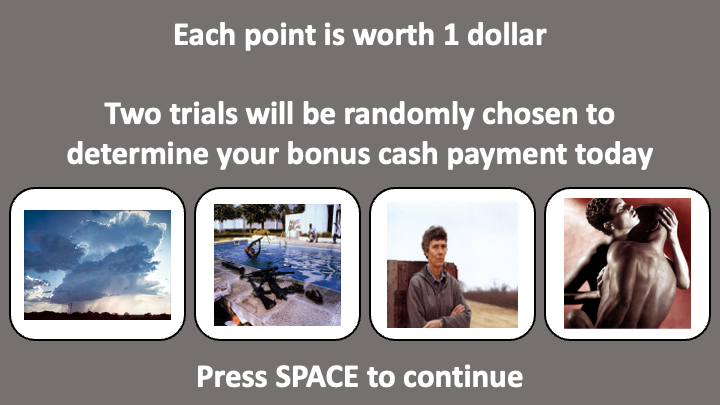 Each point is worth 1 dollar
Two trials will be randomly chosen to
determine your bonus cash payment today
Press SPACE to continue